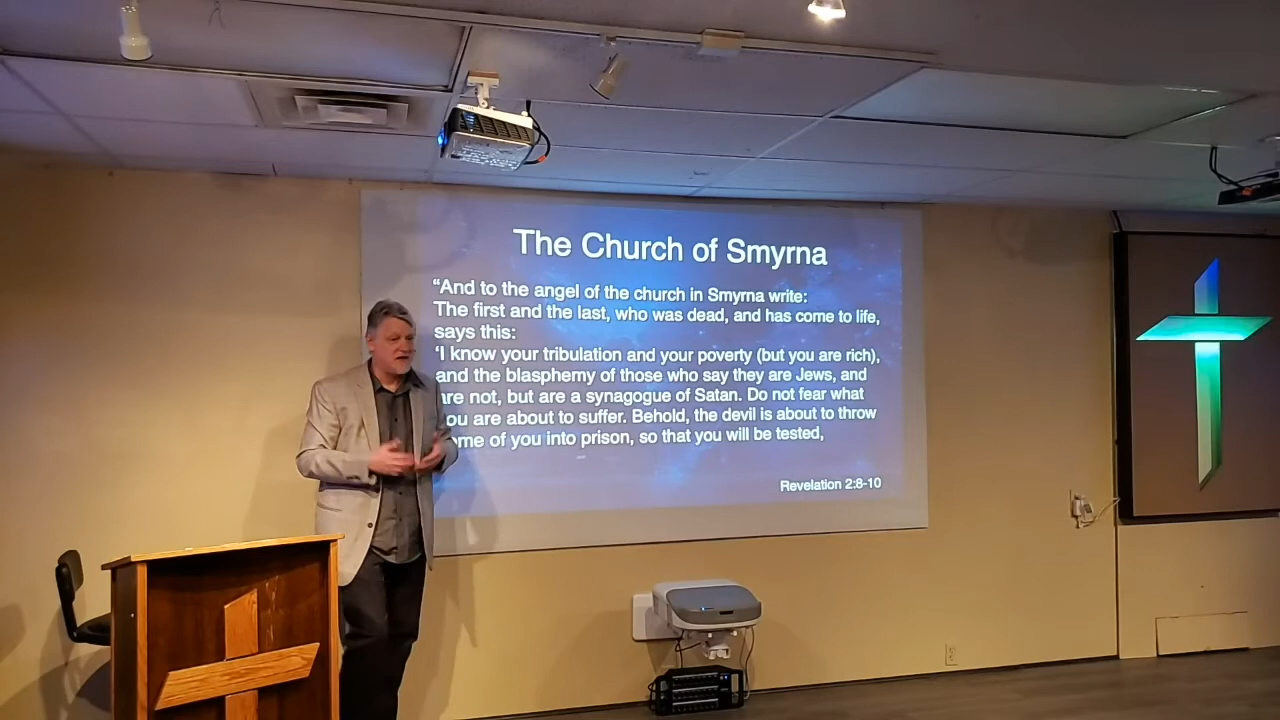 The Church of Smyrna
“And to the angel of the church in Smyrna write:
The first and the last, who was dead, and has come to life,
says this:
‘I know your tribulation and your poverty (but you are rich),
and the blasphemy of those who say they are Jews, and
are not, but are a synagogue of Satan. Do not fear what
you are about to suffer. Behold, the devil is about to throw
some of you into prison, so that you will be tested,
Revelation 2:8-10